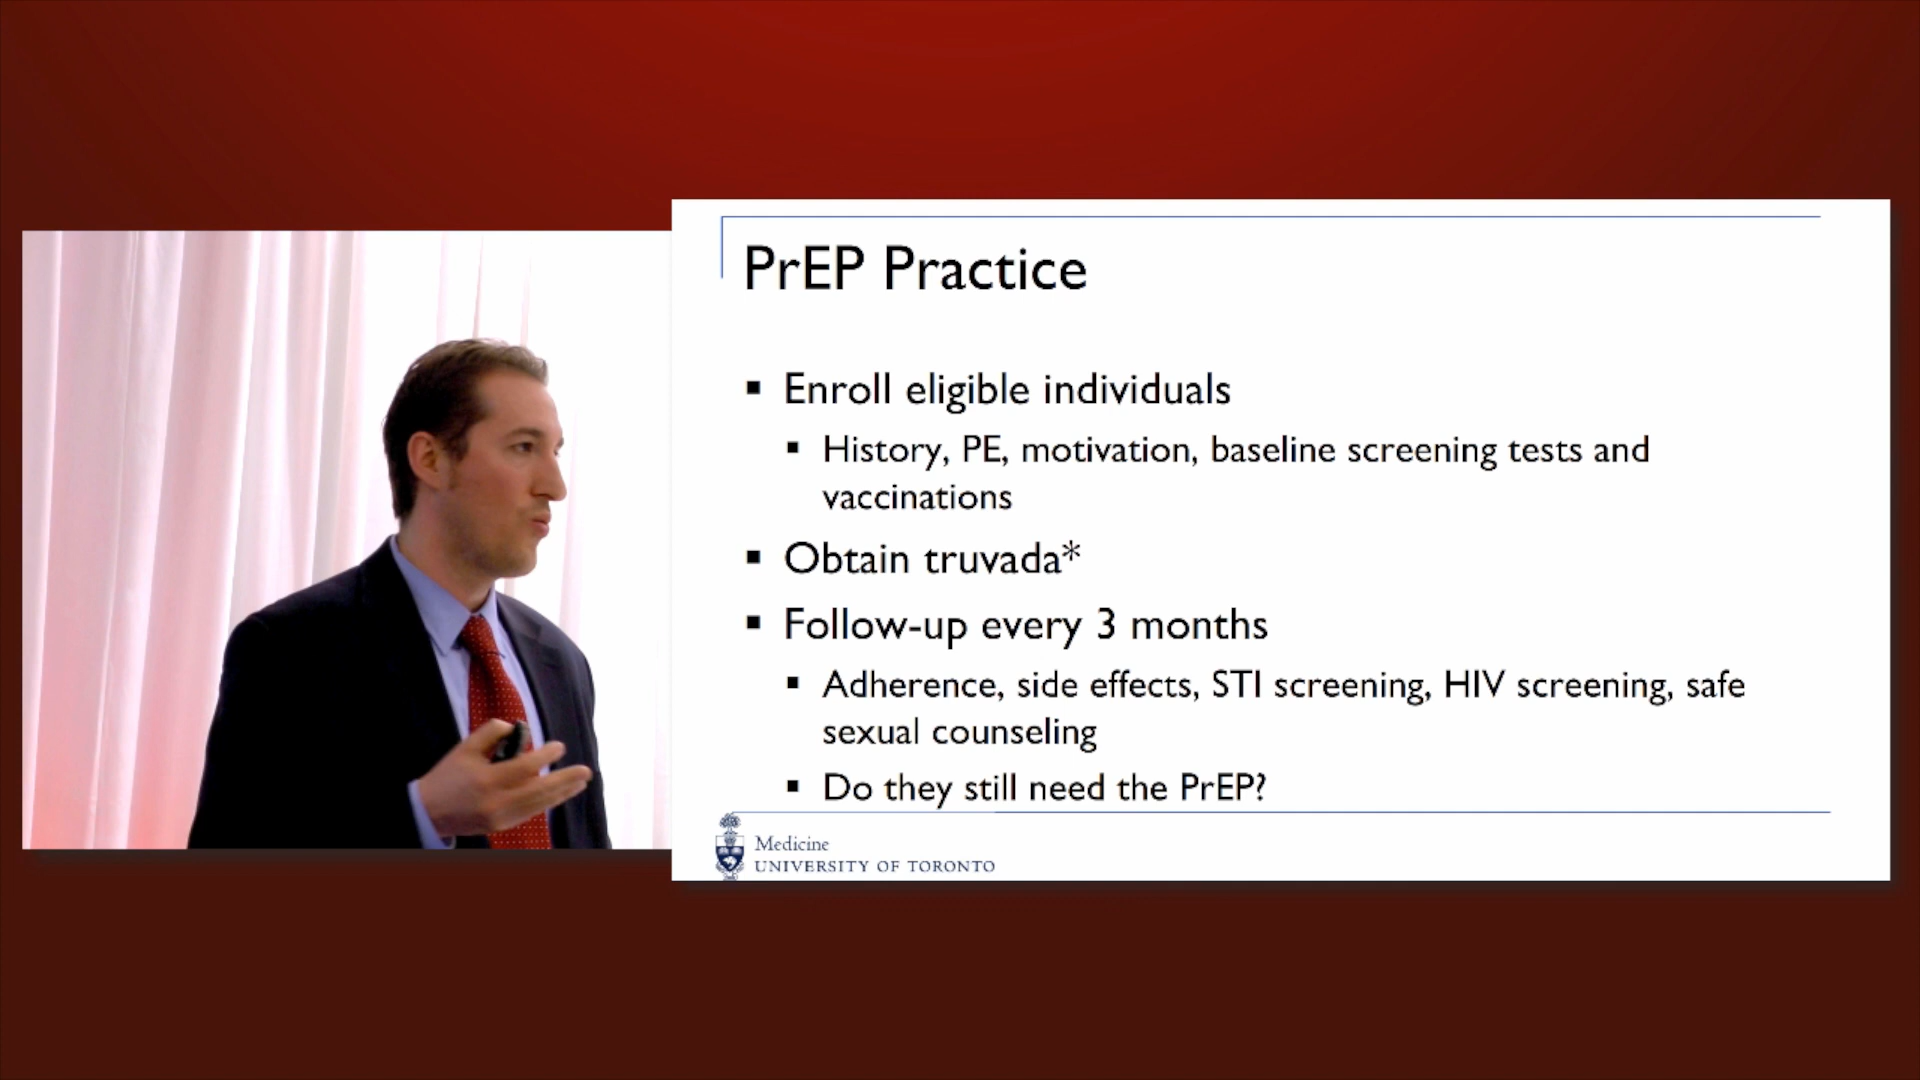 PrEP Practice
▪ Enroll eligible individuals
▪ History, PE, motivation, baseline screening tests and
vaccinations
▪ Obtain truvada*
▪ Follow-up every 3 months
▪ Adherence, side effects, STI screening, HIV screening, safe
sexual counseling
▪ Do they still need the PrEP?
Medicine
UNIVERSITY OF TORONTO